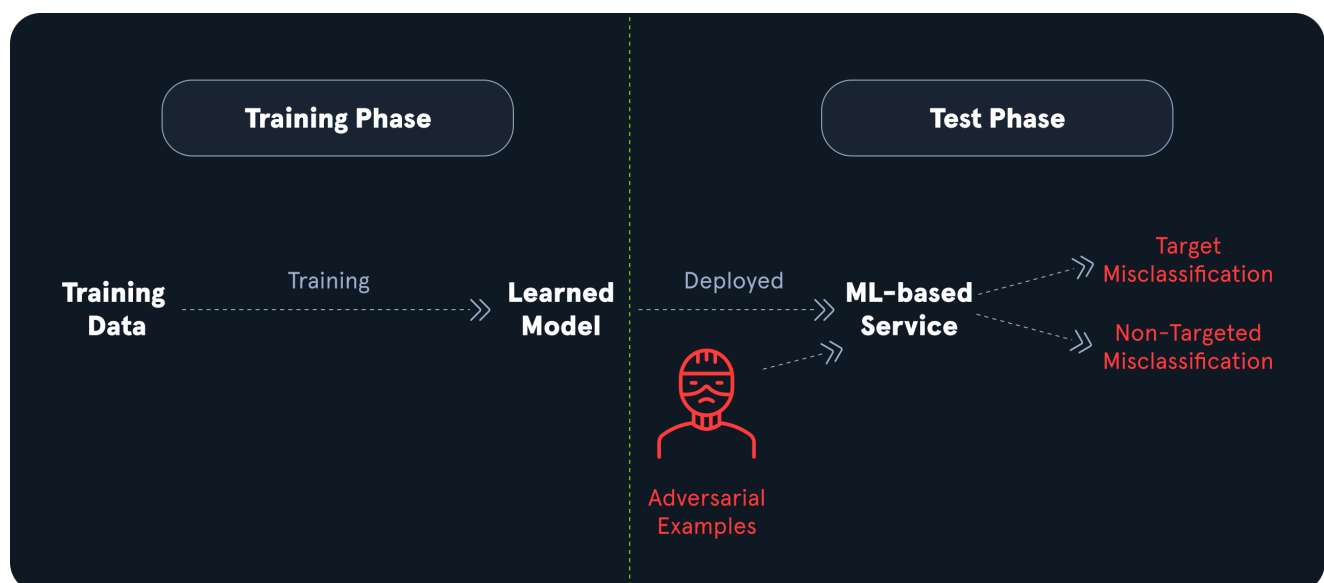 Training Phase
Test Phase
Training
Data
Training
Learned
Model
Deployed
ML-based
Service
Target
Misclassification
Non-Targeted
Misclassification
Adversarial
Examples